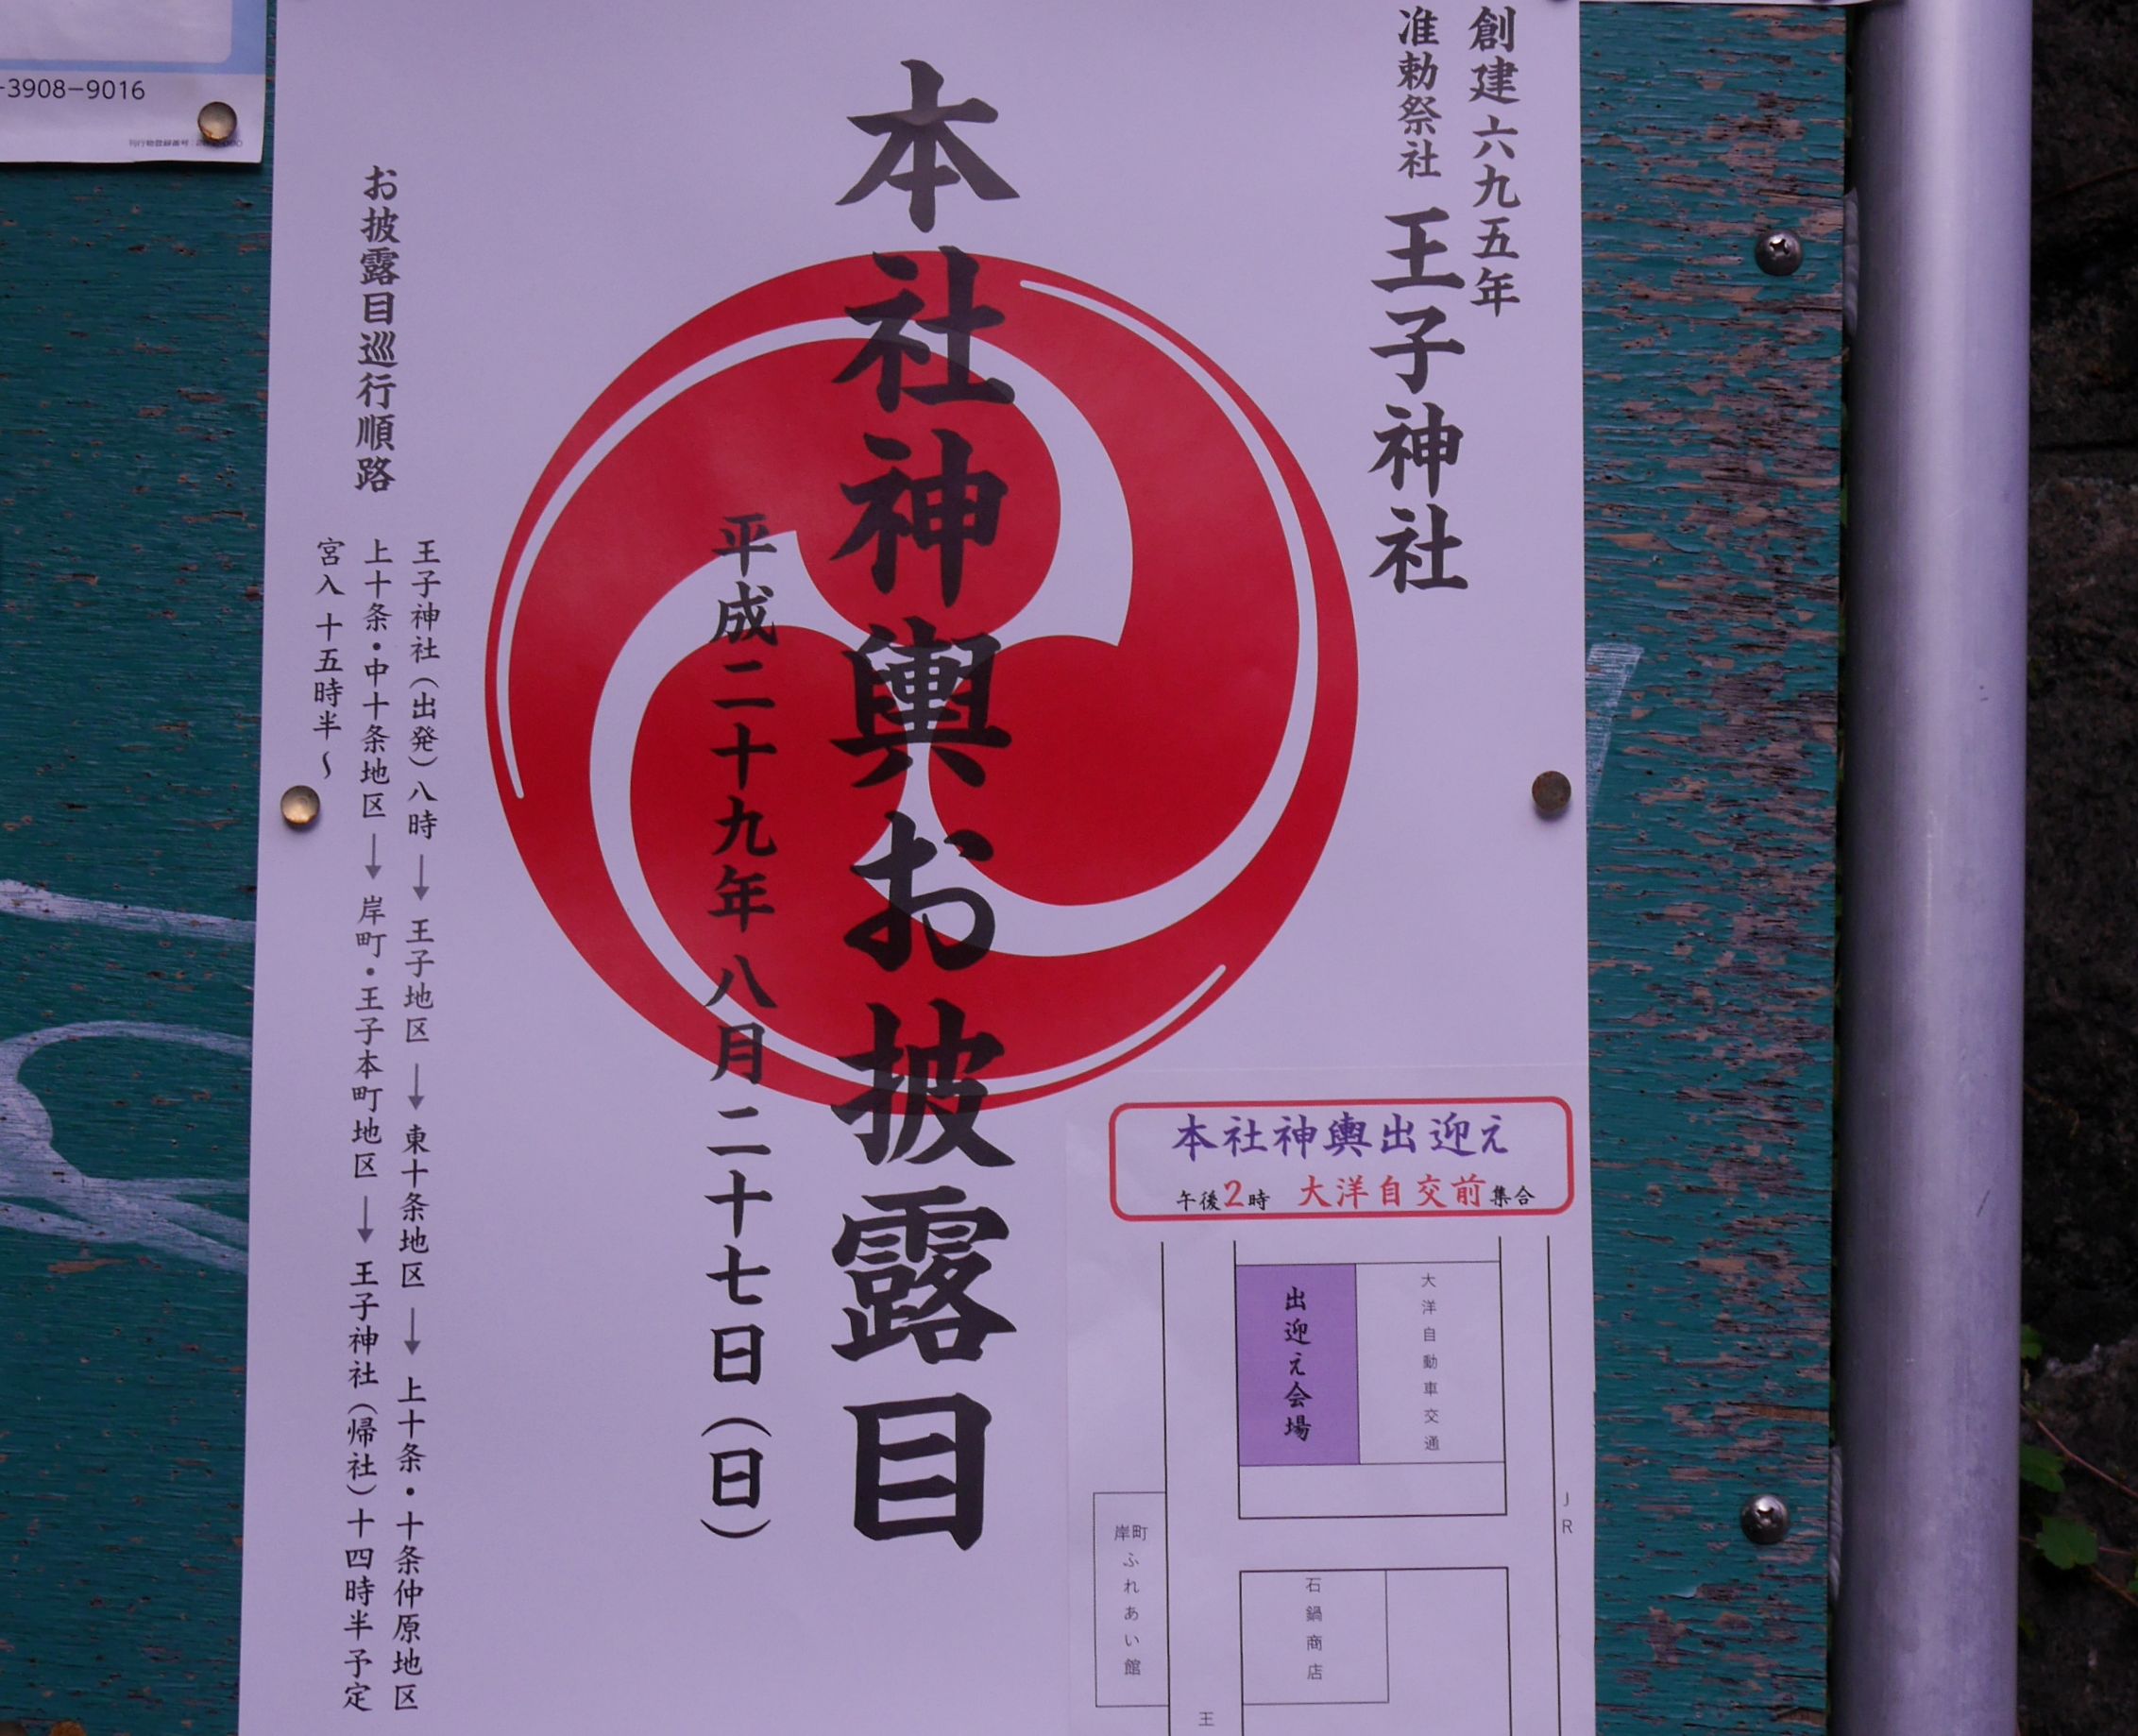 -3908-9016
創建六九五年
准勅祭社 王子神社
本社神輿お披露目
平成二十九年 八月 二十七日(日)
お披露目巡行順路
王子神社(出発)八時→王子地区→東十条地区→上十条・十条仲原地区
上十条・中十条地区→岸町・王子本町地区→王子神社(帰社)十四時半予定
宮入 十五時半~
本社神輿出迎え
午後2時 大洋自交前集合
出迎え会場
大洋自動車交通
JR
岸町ふれあい館
石鍋商店
王